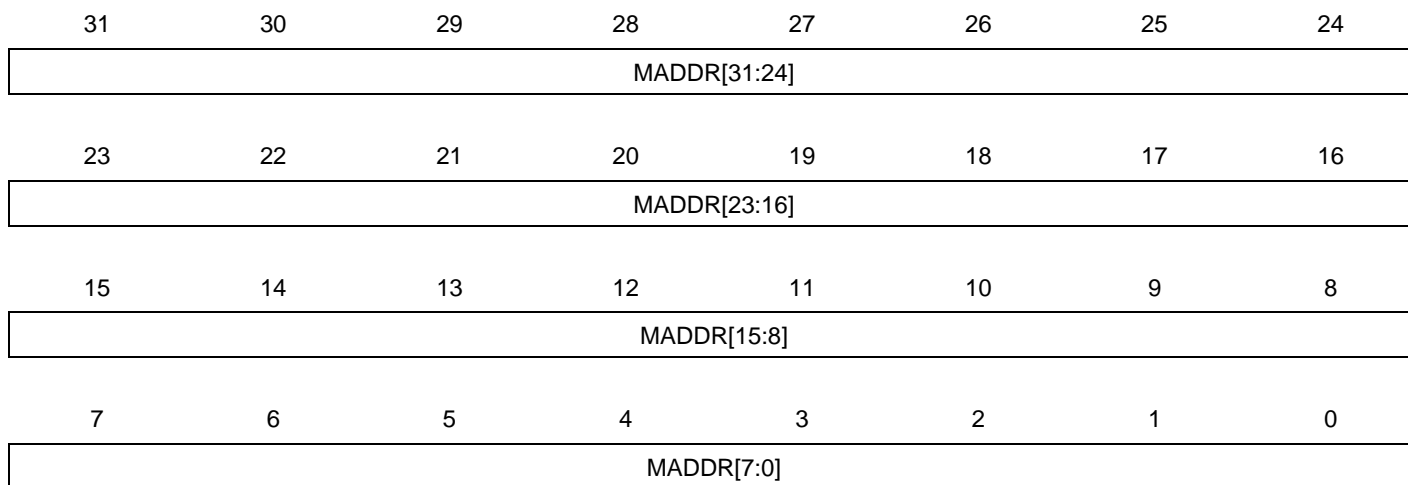 31 30 29 28 27 26 25 24
MADDR[31:24]
23 22 21 20 19 18 17 16
MADDR[23:16]
15 14 13 12 11 10 9 8
MADDR[15:8]
7 6 5 4 3 2 1 0
MADDR[7:0]